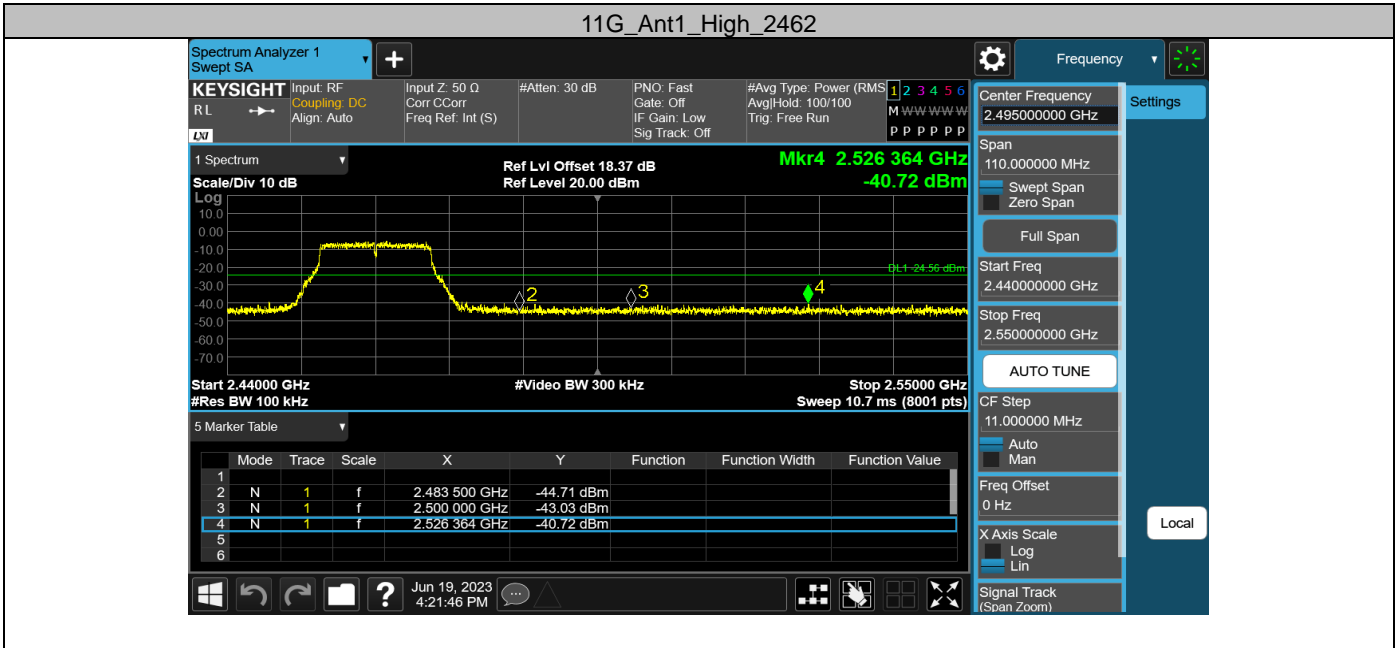 11G_Ant1_High_2462
Spectrum Analyzer 1
Swept SA
+
Frequency
KEYSIGHT
RL
LXI
Input: RF
Coupling: DC
Align: Auto
Input Z: 50 Ω
Corr CCorr
Freq Ref: Int (S)
#Atten: 30 dB
PNO: Fast
Gate: Off
IF Gain: Low
Sig Track: Off
#Avg Type: Power (RMS
Avg|Hold: 100/100
Trig: Free Run
1 2 3 4 5 6
M W W W W W
P P P P P P
1 Spectrum
Scale/Div 10 dB
Ref Lvl Offset 18.37 dB
Ref Level 20.00 dBm
Mkr4 2.526 364 GHz
-40.72 dBm
Log
10.0
0.00
-10.0
-20.0
-30.0
-40.0
-50.0
-60.0
-70.0
DL1 -24.56 dBm
2
3
4
Start 2.44000 GHz
#Video BW 300 kHz
Stop 2.55000 GHz
#Res BW 100 kHz
Sweep 10.7 ms (8001 pts)
5 Marker Table
Mode Trace Scale X Y Function Function Width Function Value
1
2 N 1 f 2.483 500 GHz -44.71 dBm
3 N 1 f 2.500 000 GHz -43.03 dBm
4 N 1 f 2.526 364 GHz -40.72 dBm
5
6
?
Jun 19, 2023
4:21:46 PM
Center Frequency
2.495000000 GHz
Settings
Span
110.000000 MHz
Swept Span
Zero Span
Full Span
Start Freq
2.440000000 GHz
Stop Freq
2.550000000 GHz
AUTO TUNE
CF Step
11.000000 MHz
Auto
Man
Freq Offset
0 Hz
X Axis Scale
Log
Lin
Local
Signal Track
(Span Zoom)